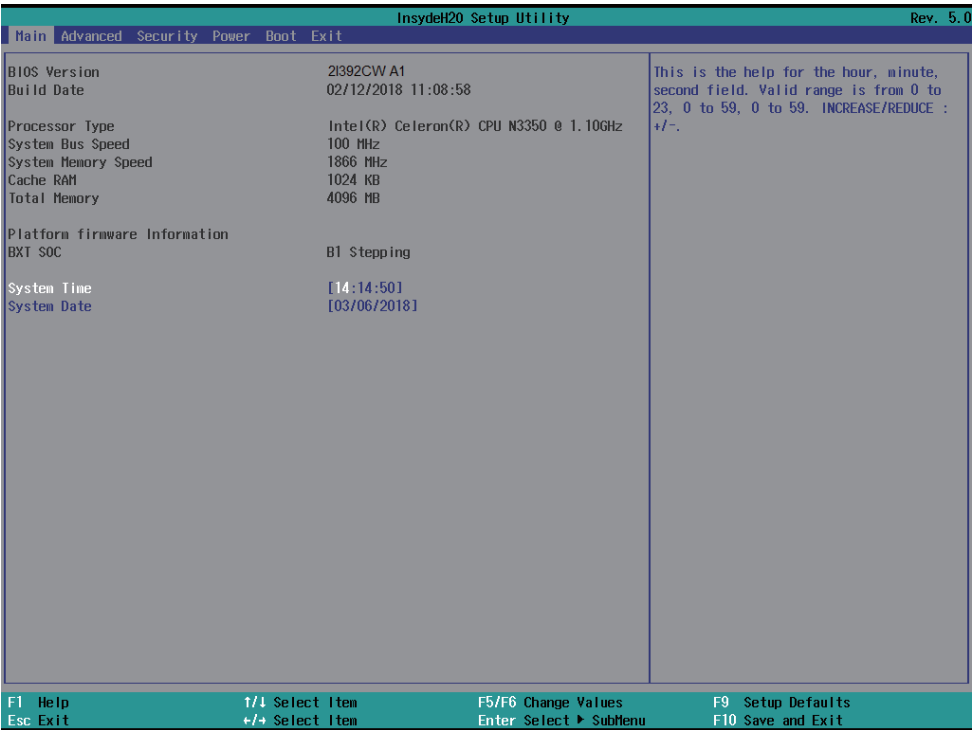 InsydeH20 Setup Utility Rev. 5.0
Main Advanced Security Power Boot Exit
BIOS Version 2I392CW A1
Build Date 02/12/2018 11:08:58
Processor Type Intel(R) Celeron(R) CPU N3350 @ 1.10GHz
System Bus Speed 100 MHz
System Memory Speed 1866 MHz
Cache RAM 1024 KB
Total Memory 4096 MB
Platform firmware Information
BXT SOC B1 Stepping
System Time [14:14:50]
System Date [03/06/2018]
This is the help for the hour, minute,
second field. Valid range is from 0 to
23, 0 to 59, 0 to 59. INCREASE/REDUCE :
+/-.
F1 Help ↑/↓ Select Item F5/F6 Change Values F9 Setup Defaults
Esc Exit ←/→ Select Item Enter Select ▶ SubMenu F10 Save and Exit